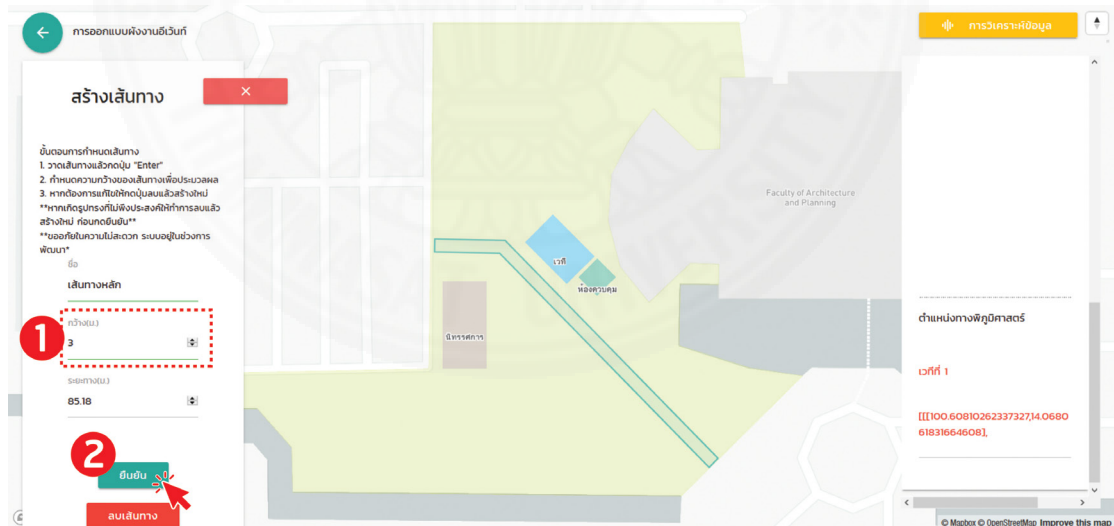 การออกแบบผังงานอีเว้นท์
การวิเคราะห์ข้อมูล
สร้างเส้นทาง
×
ขั้นตอนการกำหนดเส้นทาง
1. วาดเส้นทางแล้วกดปุ่ม "Enter"
2. กำหนดความกว้างของเส้นทางเพื่อประมวลผล
3. หากต้องการแก้ไขให้กดปุ่มลบแล้วสร้างใหม่
**หากเกิดรูปทรงที่ไม่พึงประสงค์ให้ทำการลบแล้ว
สร้างใหม่ ก่อนกดยืนยัน**
**ขออภัยในความไม่สะดวก ระบบอยู่ในช่วงการ
พัฒนา*
ชื่อ
เส้นทางหลัก
1
กว้าง(ม.)
3
ระยะทาง(ม.)
85.18
2
ยืนยัน
ลบเส้นทาง
Faculty of Architecture
and Planning
เวที
ห้องควบคุม
นิทรรศการ
ตำแหน่งทางพิกูมิศาสตร์
เวทีที่ 1
[[[100.60810262337327,14.0680
61831664608],
© Mapbox © OpenStreetMap Improve this map